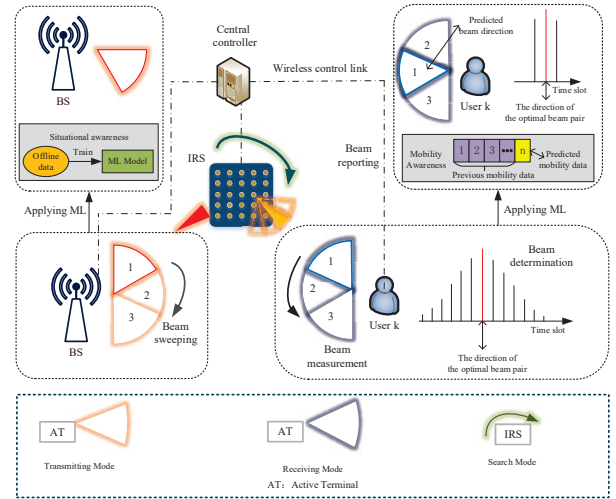 BS
Situational awareness
Offline
data
Train
ML Model
Applying ML
Central
controller
Wireless control link
IRS
Beam
reporting
1
2
3
Predicted
beam direction
User k
Time slot
The direction of
the optimal beam pair
Mobility
Awareness
1 2 3 ••• n
Predicted
mobility data
Previous mobility data
Applying ML
BS
1
2
3
Beam
sweeping
1
2
3
Beam
measurement
1
User k
Beam
determination
Time slot
The direction of
the optimal beam pair
AT
Transmitting Mode
AT
Receiving Mode
IRS
Search Mode
AT: Active Terminal